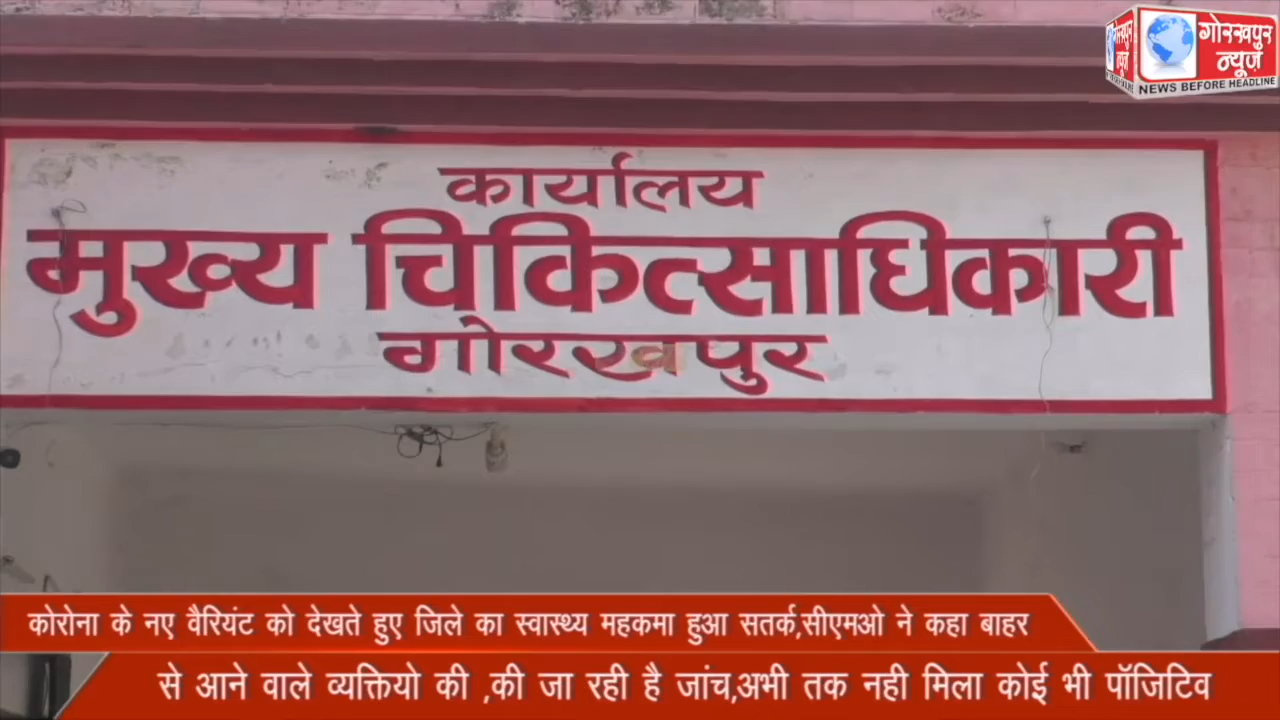 गोरखपुर
न्यूज़
NEWS BEFORE HEADLINE
कार्यालय
मुख्य चिकित्साधिकारी
गोरखपुर
कोरोना के नए वैरियंट को देखते हुए जिले का स्वास्थ्य महकमा हुआ सतर्क,सीएमओ ने कहा बाहर
से आने वाले व्यक्तियो की ,की जा रही है जांच,अभी तक नही मिला कोई भी पॉजिटिव